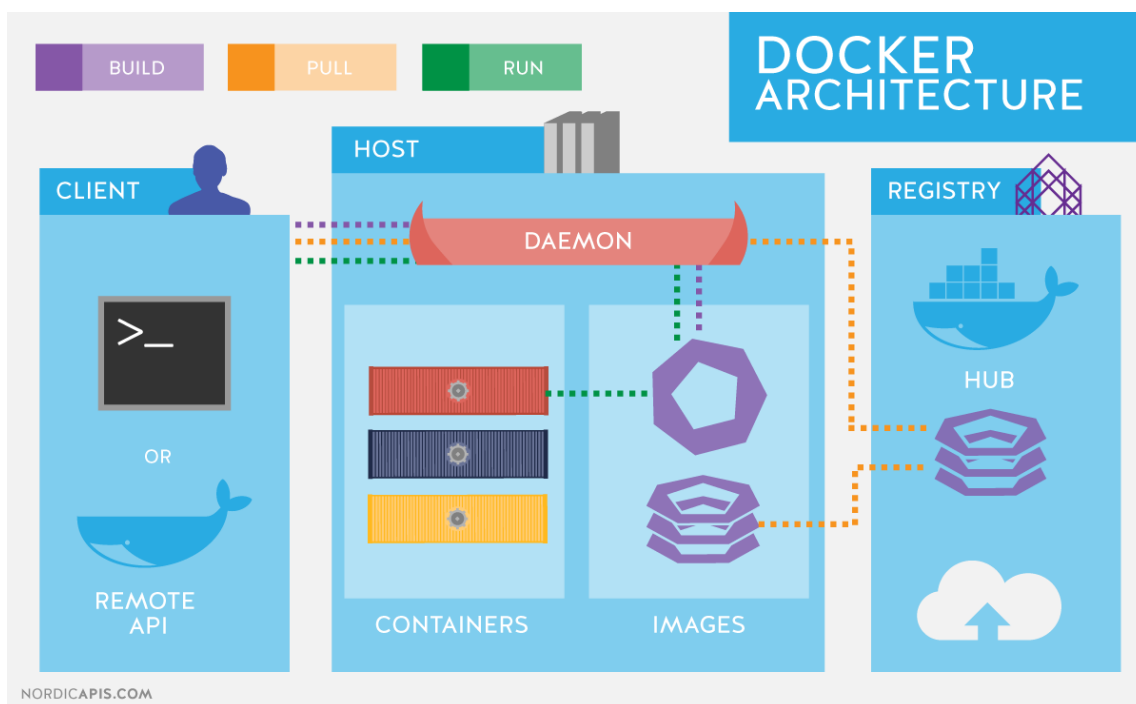 BUILD
PULL
RUN
DOCKER
ARCHITECTURE
CLIENT
HOST
REGISTRY
DAEMON
>_
OR
REMOTE
API
CONTAINERS
IMAGES
HUB
NORDICAPIS.COM